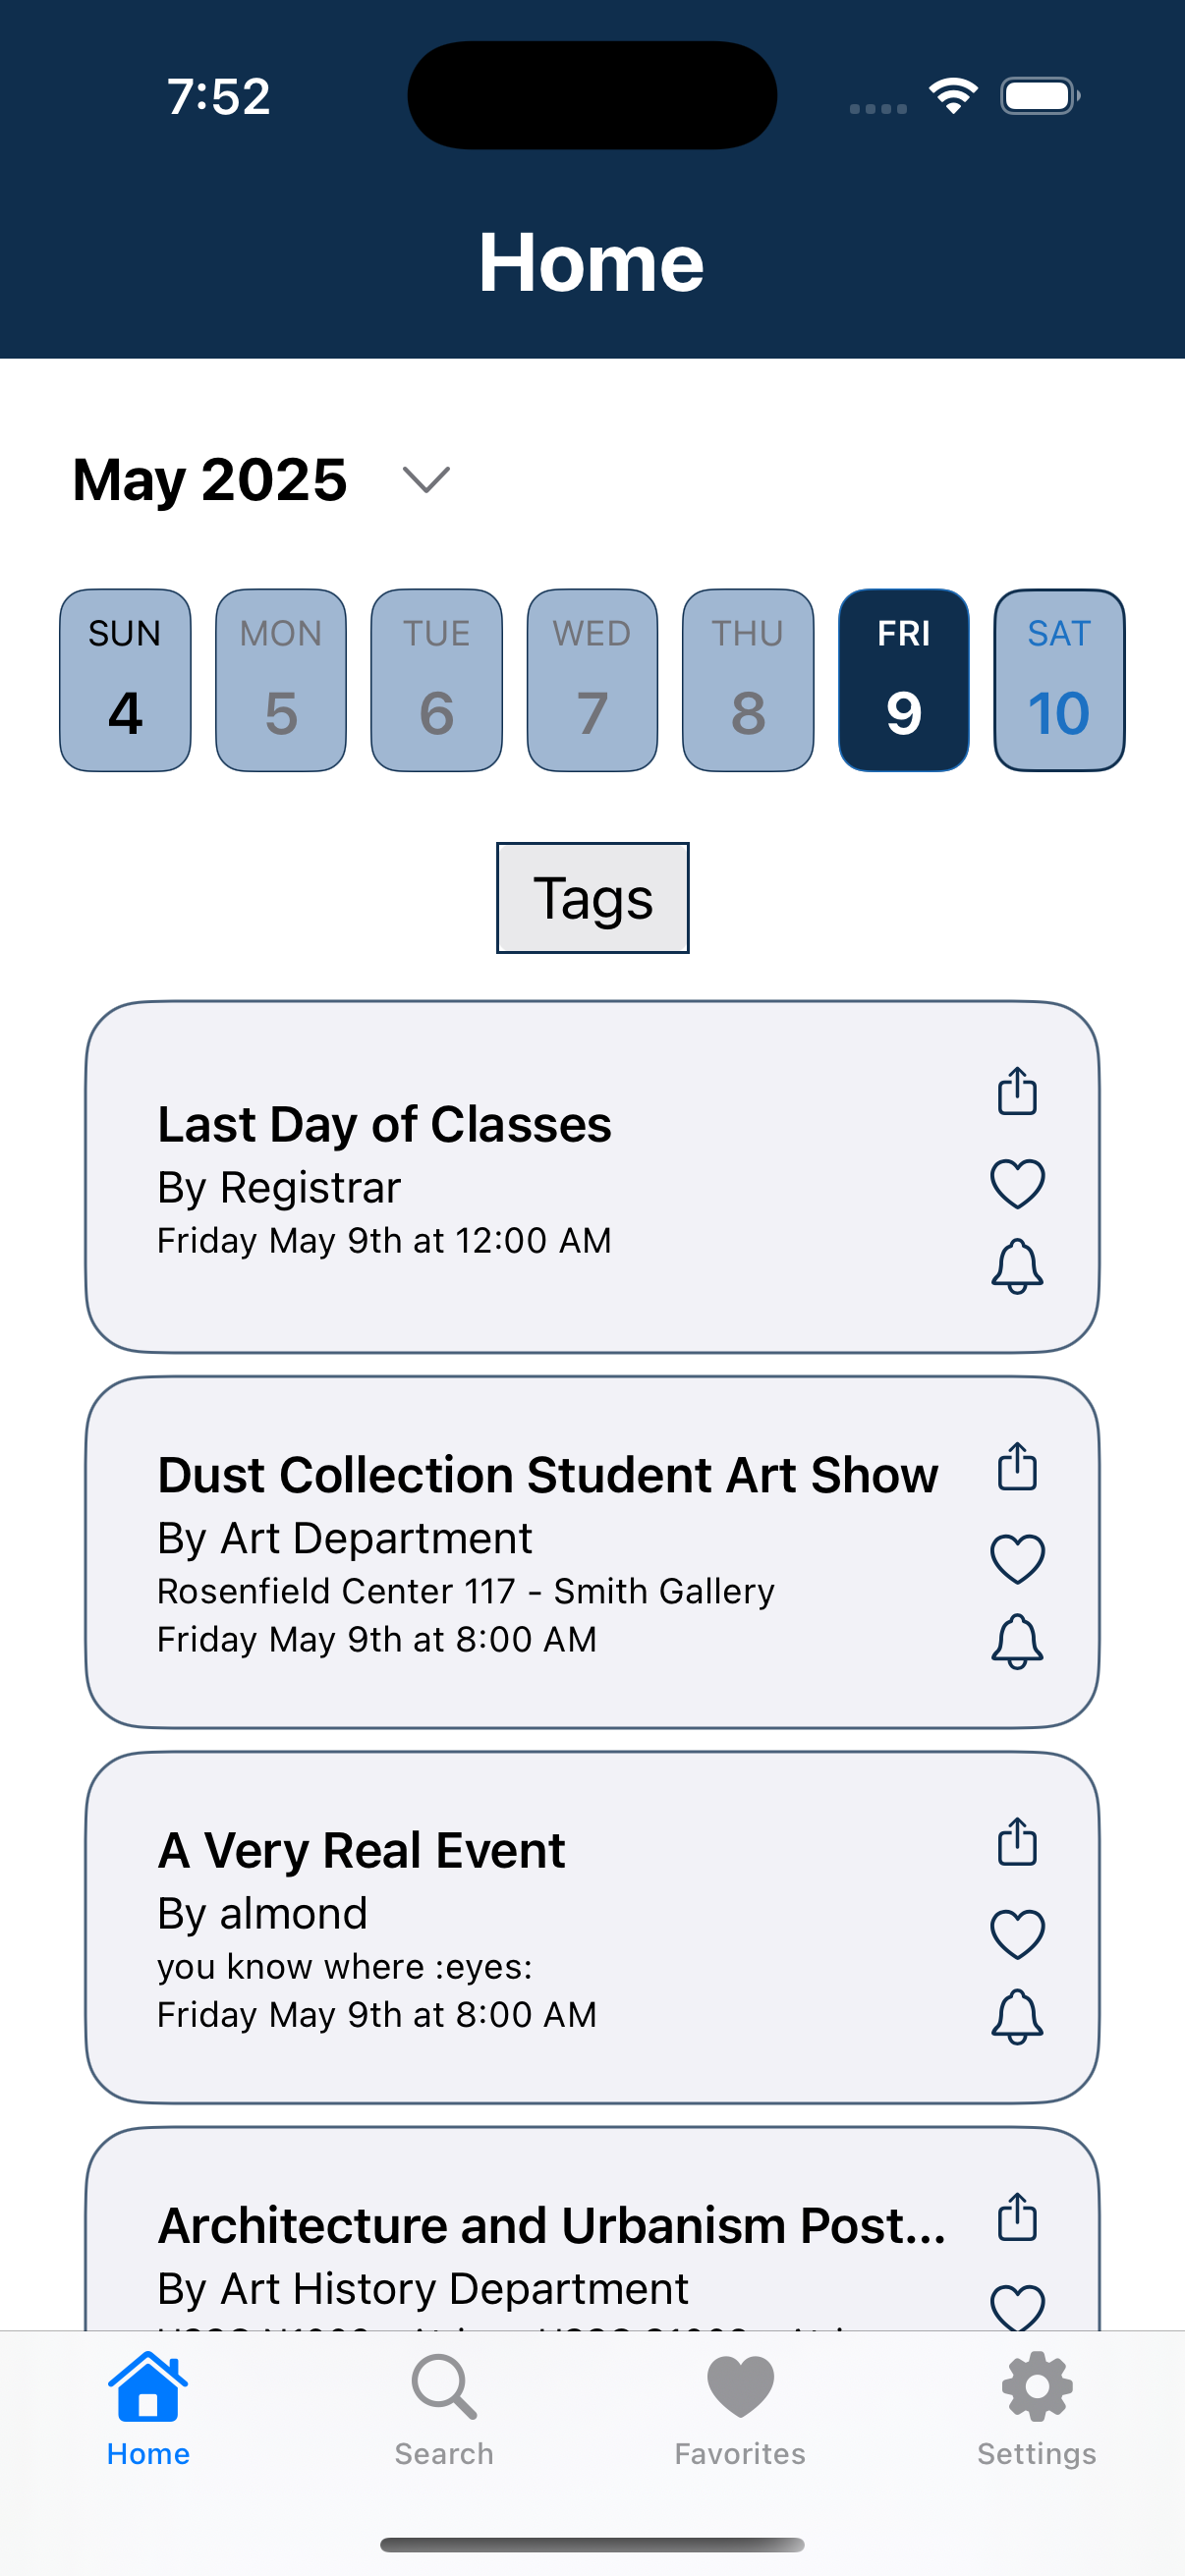 7:52
Home
May 2025
SUN MON TUE WED THU FRI SAT
4 5 6 7 8 9 10
Tags
Last Day of Classes
By Registrar
Friday May 9th at 12:00 AM
Dust Collection Student Art Show
By Art Department
Rosenfield Center 117 - Smith Gallery
Friday May 9th at 8:00 AM
A Very Real Event
By almond
you know where :eyes:
Friday May 9th at 8:00 AM
Architecture and Urbanism Post...
By Art History Department
Home Search Favorites Settings